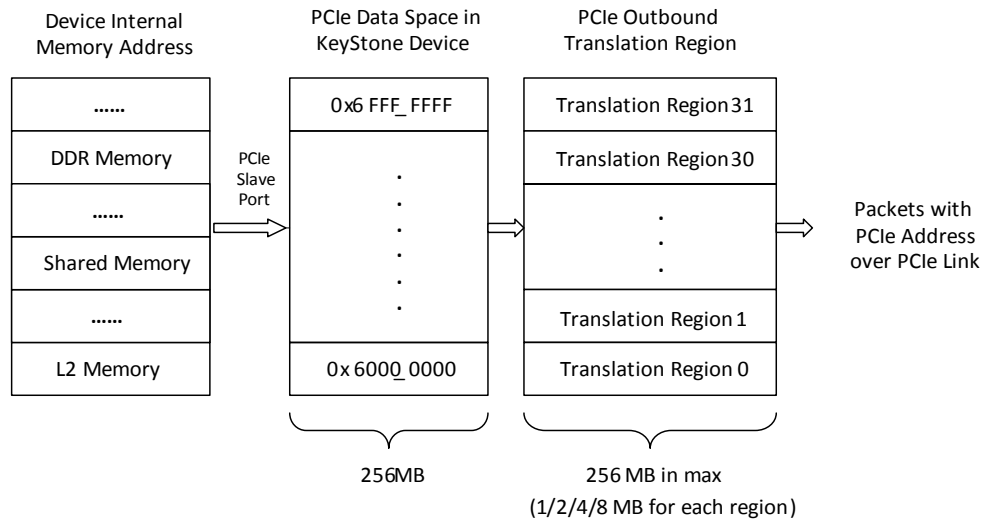 Device Internal
Memory Address
PCIe Data Space in
KeyStone Device
PCIe Outbound
Translation Region
......
DDR Memory
......
Shared Memory
......
L2 Memory
PCIe
Slave
Port
0x6 FFF_FFFF
0x6000_0000
Translation Region 31
Translation Region 30
Translation Region 1
Translation Region 0
Packets with
PCIe Address
over PCIe Link
256MB
256 MB in max
(1/2/4/8 MB for each region)